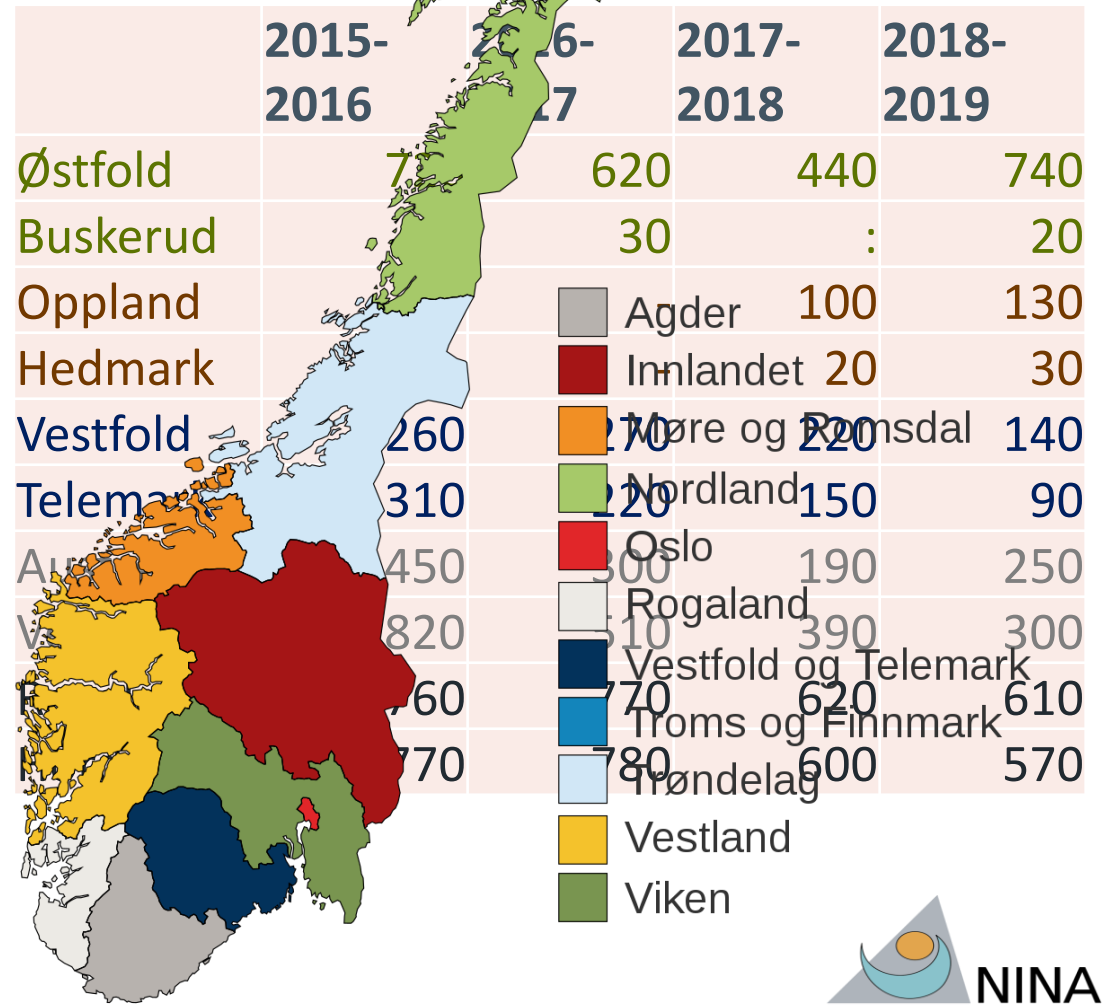 2015- 2017- 2018-
2016 2018 2019
Østfold 620 440 740
Buskerud 30 : 20
Oppland - 100 130
Hedmark - 20 30
Vestfold 260 270 220 140
310 220 150 90
450 300 190 250
820 510 390 300
770 620 610
780 600 570
Agder
Innlandet
Møre og Romsdal
Nordland
Oslo
Rogaland
Vestfold og Telemark
Troms og Finnmark
Trøndelag
Vestland
Viken
NINA